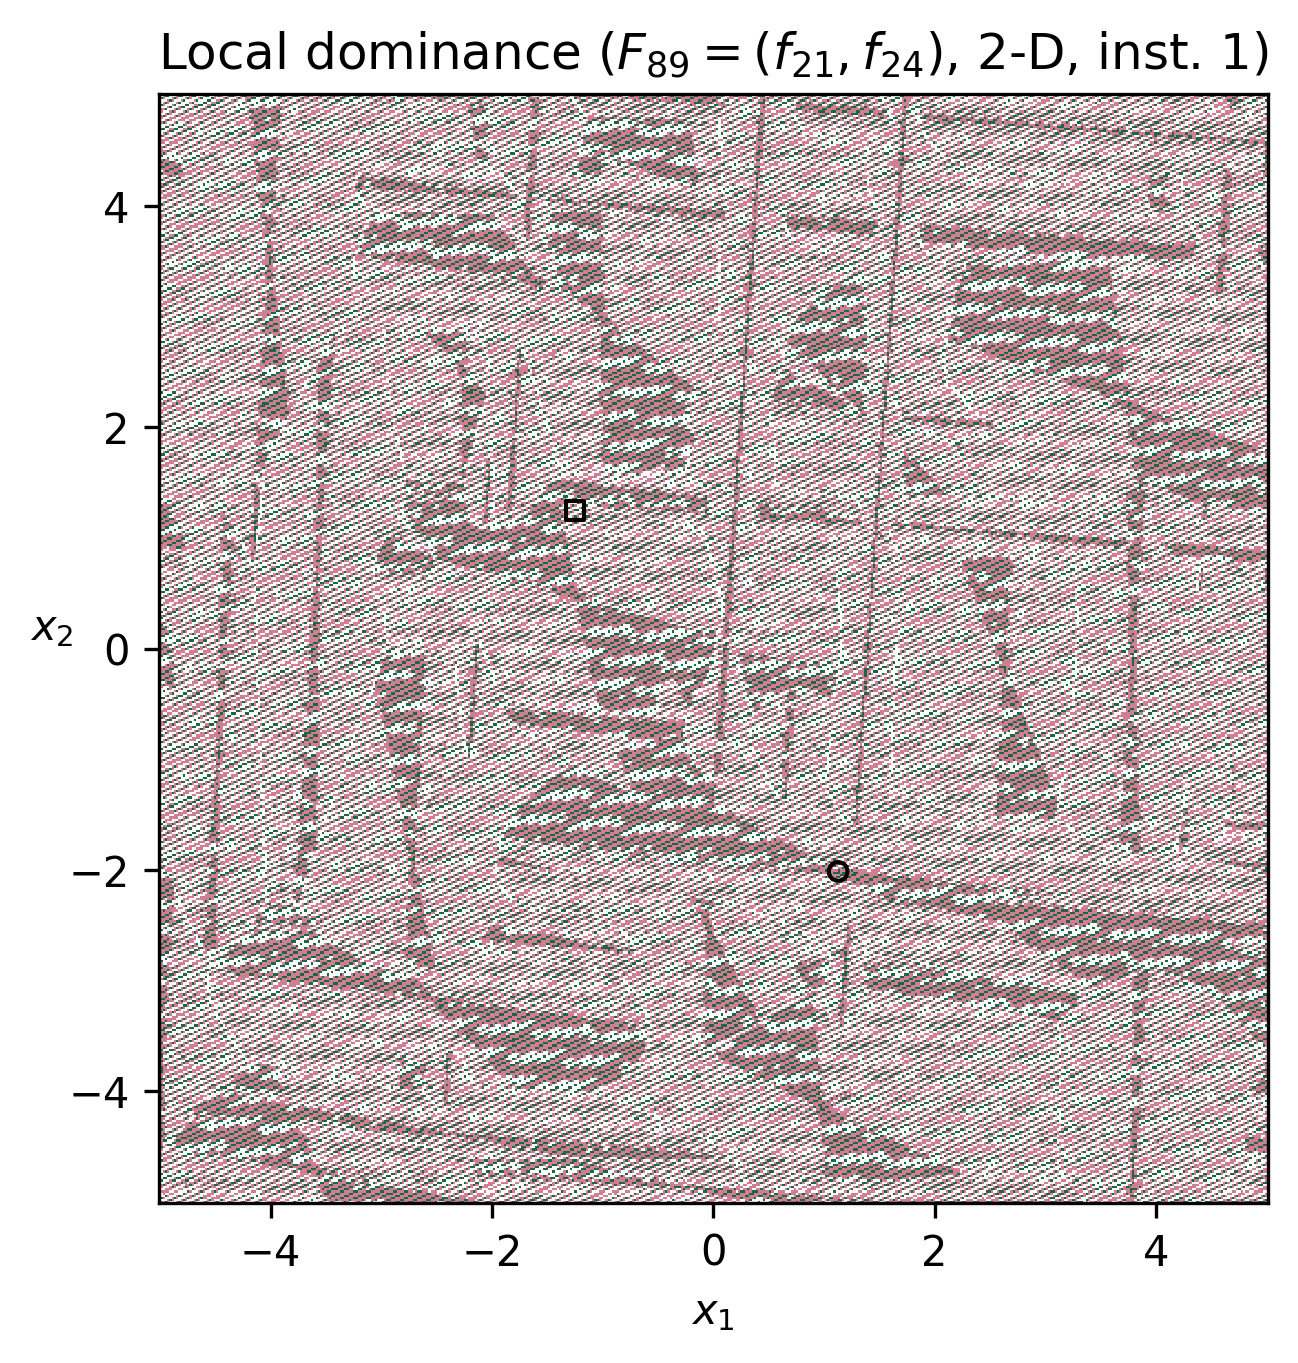 Local dominance (F₈₉ = (f₂₁, f₂₄), 2-D, inst. 1)
4
2
0
−2
−4
x₂
−4 −2 0 2 4
x₁